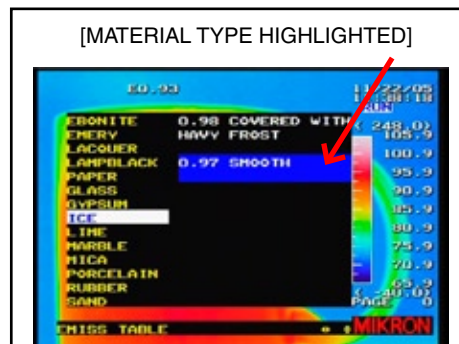 [MATERIAL TYPE HIGHLIGHTED]
E0.93 11/22/05
RUN
EBONITE 0.98 COVERED WITH ( 248.0)
EMERY HAVY FROST 105.9
LACQUER 100.9
LAMPBLACK 0.97 SMOOTH
PAPER 95.9
GLASS 90.9
GYPSUM 85.9
ICE
LIME 80.9
MARBLE 75.9
MICA 70.9
PORCELAIN
RUBBER 65.9
( -40.0)
SAND PAGE 0
EMISS TABLE MIKRON